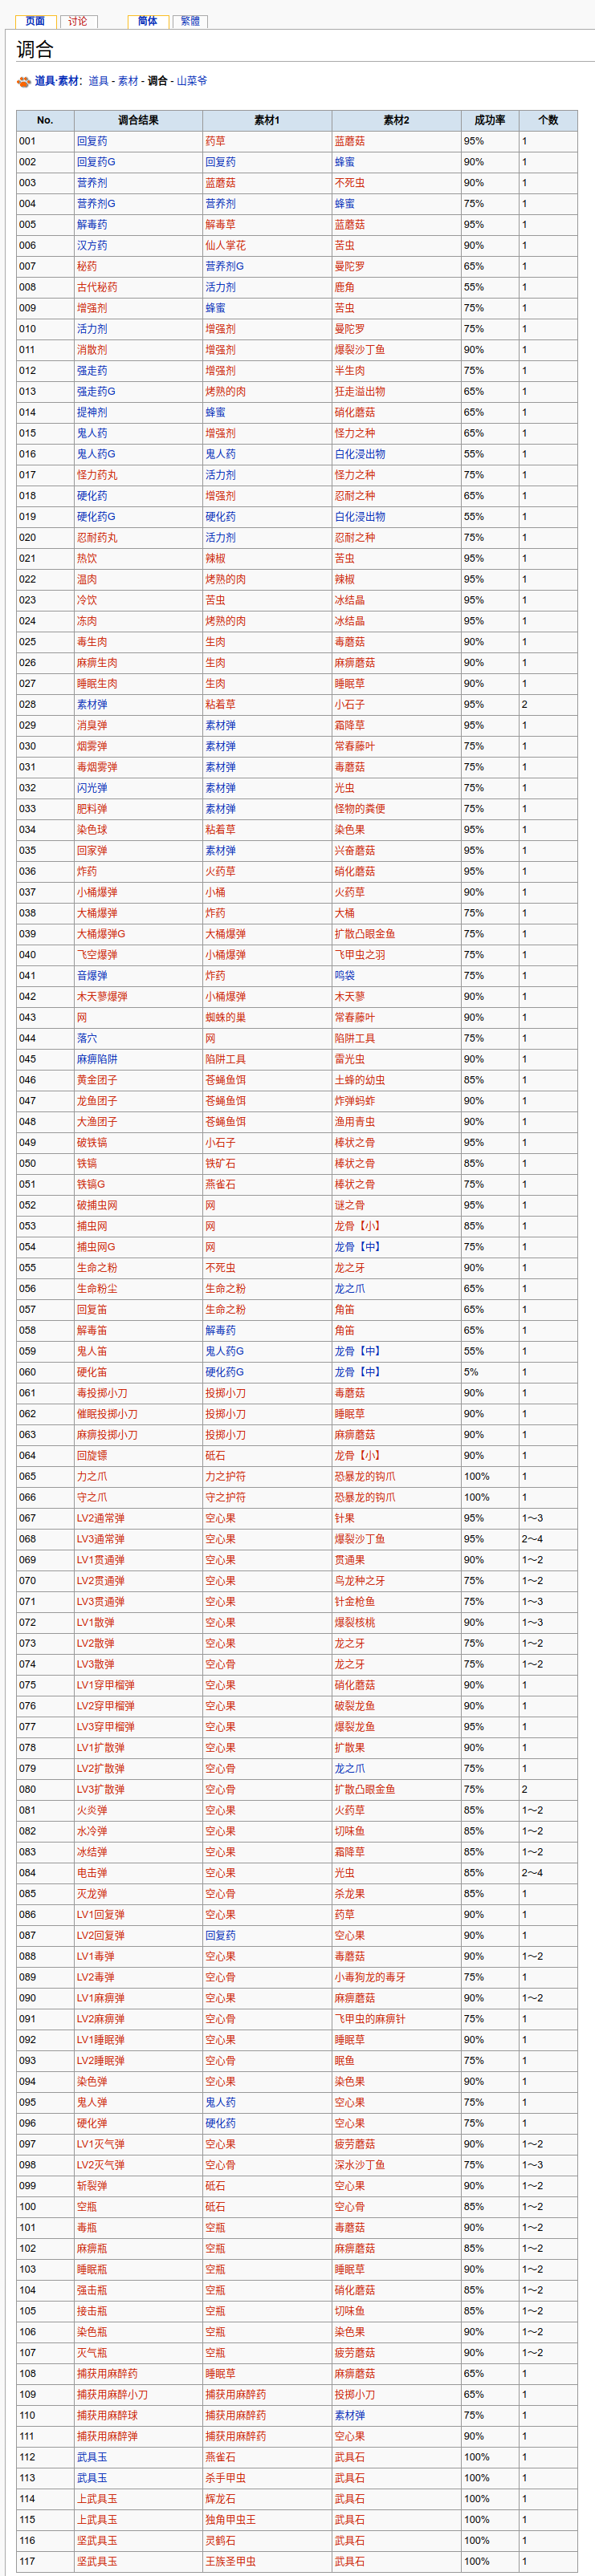 页面 讨论 简体 繁體
调合
道具·素材: 道具 - 素材 - 调合 - 山菜爷
No. 调合结果 素材1 素材2 成功率 个数
001 回复药 药草 蓝蘑菇 95% 1
002 回复药G 回复药 蜂蜜 90% 1
003 营养剂 蓝蘑菇 不死虫 90% 1
004 营养剂G 营养剂 蜂蜜 75% 1
005 解毒药 解毒草 蓝蘑菇 95% 1
006 汉方药 仙人掌花 苦虫 90% 1
007 秘药 营养剂G 曼陀罗 65% 1
008 古代秘药 活力剂 鹿角 55% 1
009 增强剂 蜂蜜 苦虫 75% 1
010 活力剂 增强剂 曼陀罗 75% 1
011 消散剂 增强剂 爆裂沙丁鱼 90% 1
012 强走药 增强剂 半生肉 75% 1
013 强走药G 烤熟的肉 狂走溢出物 65% 1
014 提神剂 蜂蜜 硝化蘑菇 65% 1
015 鬼人药 增强剂 怪力之种 65% 1
016 鬼人药G 鬼人药 白化浸出物 55% 1
017 怪力药丸 活力剂 怪力之种 75% 1
018 硬化药 增强剂 忍耐之种 65% 1
019 硬化药G 硬化药 白化浸出物 55% 1
020 忍耐药丸 活力剂 忍耐之种 75% 1
021 热饮 辣椒 苦虫 95% 1
022 温肉 烤熟的肉 辣椒 95% 1
023 冷饮 苦虫 冰结晶 95% 1
024 冻肉 烤熟的肉 冰结晶 95% 1
025 毒生肉 生肉 毒蘑菇 90% 1
026 麻痹生肉 生肉 麻痹蘑菇 90% 1
027 睡眠生肉 生肉 睡眠草 90% 1
028 素材弹 粘着草 小石子 95% 2
029 消臭弹 素材弹 霜降草 95% 1
030 烟雾弹 素材弹 常春藤叶 75% 1
031 毒烟雾弹 素材弹 毒蘑菇 75% 1
032 闪光弹 素材弹 光虫 75% 1
033 肥料弹 素材弹 怪物的粪便 75% 1
034 染色球 粘着草 染色果 95% 1
035 回家弹 素材弹 兴奋蘑菇 95% 1
036 炸药 火药草 硝化蘑菇 95% 1
037 小桶爆弹 小桶 火药草 90% 1
038 大桶爆弹 炸药 大桶 75% 1
039 大桶爆弹G 大桶爆弹 扩散凸眼金鱼 75% 1
040 飞空爆弹 小桶爆弹 飞甲虫之羽 75% 1
041 音爆弹 炸药 鸣袋 75% 1
042 木天蓼爆弹 小桶爆弹 木天蓼 90% 1
043 网 蜘蛛的巢 常春藤叶 90% 1
044 落穴 网 陷阱工具 75% 1
045 麻痹陷阱 陷阱工具 雷光虫 90% 1
046 黄金团子 苍蝇鱼饵 土蜂的幼虫 85% 1
047 龙鱼团子 苍蝇鱼饵 炸弹蚂蚱 90% 1
048 大渔团子 苍蝇鱼饵 渔用青虫 90% 1
049 破铁镐 小石子 棒状之骨 95% 1
050 铁镐 铁矿石 棒状之骨 85% 1
051 铁镐G 燕雀石 棒状之骨 75% 1
052 破捕虫网 网 谜之骨 95% 1
053 捕虫网 网 龙骨【小】 85% 1
054 捕虫网G 网 龙骨【中】 75% 1
055 生命之粉 不死虫 龙之牙 90% 1
056 生命粉尘 生命之粉 龙之爪 65% 1
057 回复笛 生命之粉 角笛 65% 1
058 解毒笛 解毒药 角笛 65% 1
059 鬼人笛 鬼人药G 龙骨【中】 55% 1
060 硬化笛 硬化药G 龙骨【中】 5% 1
061 毒投掷小刀 投掷小刀 毒蘑菇 90% 1
062 催眠投掷小刀 投掷小刀 睡眠草 90% 1
063 麻痹投掷小刀 投掷小刀 麻痹蘑菇 90% 1
064 回旋镖 砥石 龙骨【小】 90% 1
065 力之爪 力之护符 恐暴龙的钩爪 100% 1
066 守之爪 守之护符 恐暴龙的钩爪 100% 1
067 LV2通常弹 空心果 针果 95% 1～3
068 LV3通常弹 空心果 爆裂沙丁鱼 95% 2～4
069 LV1贯通弹 空心果 贯通果 90% 1～2
070 LV2贯通弹 空心果 鸟龙种之牙 75% 1～2
071 LV3贯通弹 空心果 针金枪鱼 75% 1～3
072 LV1散弹 空心果 爆裂核桃 90% 1～3
073 LV2散弹 空心果 龙之牙 75% 1～2
074 LV3散弹 空心骨 龙之牙 75% 1～2
075 LV1穿甲榴弹 空心果 硝化蘑菇 90% 1
076 LV2穿甲榴弹 空心果 破裂龙鱼 90% 1
077 LV3穿甲榴弹 空心果 爆裂龙鱼 95% 1
078 LV1扩散弹 空心果 扩散果 90% 1
079 LV2扩散弹 空心骨 龙之爪 75% 1
080 LV3扩散弹 空心骨 扩散凸眼金鱼 75% 2
081 火炎弹 空心果 火药草 85% 1～2
082 水冷弹 空心果 切味鱼 85% 1～2
083 冰结弹 空心果 霜降草 85% 1～2
084 电击弹 空心果 光虫 85% 2～4
085 灭龙弹 空心骨 杀龙果 85% 1
086 LV1回复弹 空心果 药草 90% 1
087 LV2回复弹 回复药 空心果 90% 1
088 LV1毒弹 空心果 毒蘑菇 90% 1～2
089 LV2毒弹 空心骨 小毒狗龙的毒牙 75% 1
090 LV1麻痹弹 空心果 麻痹蘑菇 90% 1～2
091 LV2麻痹弹 空心骨 飞甲虫的麻痹针 75% 1
092 LV1睡眠弹 空心果 睡眠草 90% 1
093 LV2睡眠弹 空心骨 眠鱼 75% 1
094 染色弹 空心果 染色果 90% 1
095 鬼人弹 鬼人药 空心果 75% 1
096 硬化弹 硬化药 空心果 75% 1
097 LV1灭气弹 空心果 疲劳蘑菇 90% 1～2
098 LV2灭气弹 空心骨 深水沙丁鱼 75% 1～3
099 斩裂弹 砥石 空心果 90% 1～2
100 空瓶 砥石 空心骨 85% 1～2
101 毒瓶 空瓶 毒蘑菇 90% 1～2
102 麻痹瓶 空瓶 麻痹蘑菇 85% 1～2
103 睡眠瓶 空瓶 睡眠草 90% 1～2
104 强击瓶 空瓶 硝化蘑菇 85% 1～2
105 接击瓶 空瓶 切味鱼 85% 1～2
106 染色瓶 空瓶 染色果 90% 1～2
107 灭气瓶 空瓶 疲劳蘑菇 90% 1～2
108 捕获用麻醉药 睡眠草 麻痹蘑菇 65% 1
109 捕获用麻醉小刀 捕获用麻醉药 投掷小刀 65% 1
110 捕获用麻醉球 捕获用麻醉药 素材弹 75% 1
111 捕获用麻醉弹 捕获用麻醉药 空心果 90% 1
112 武具玉 燕雀石 武具石 100% 1
113 武具玉 杀手甲虫 武具石 100% 1
114 上武具玉 辉龙石 武具石 100% 1
115 上武具玉 独角甲虫王 武具石 100% 1
116 坚武具玉 灵鹤石 武具石 100% 1
117 坚武具玉 王族圣甲虫 武具石 100% 1